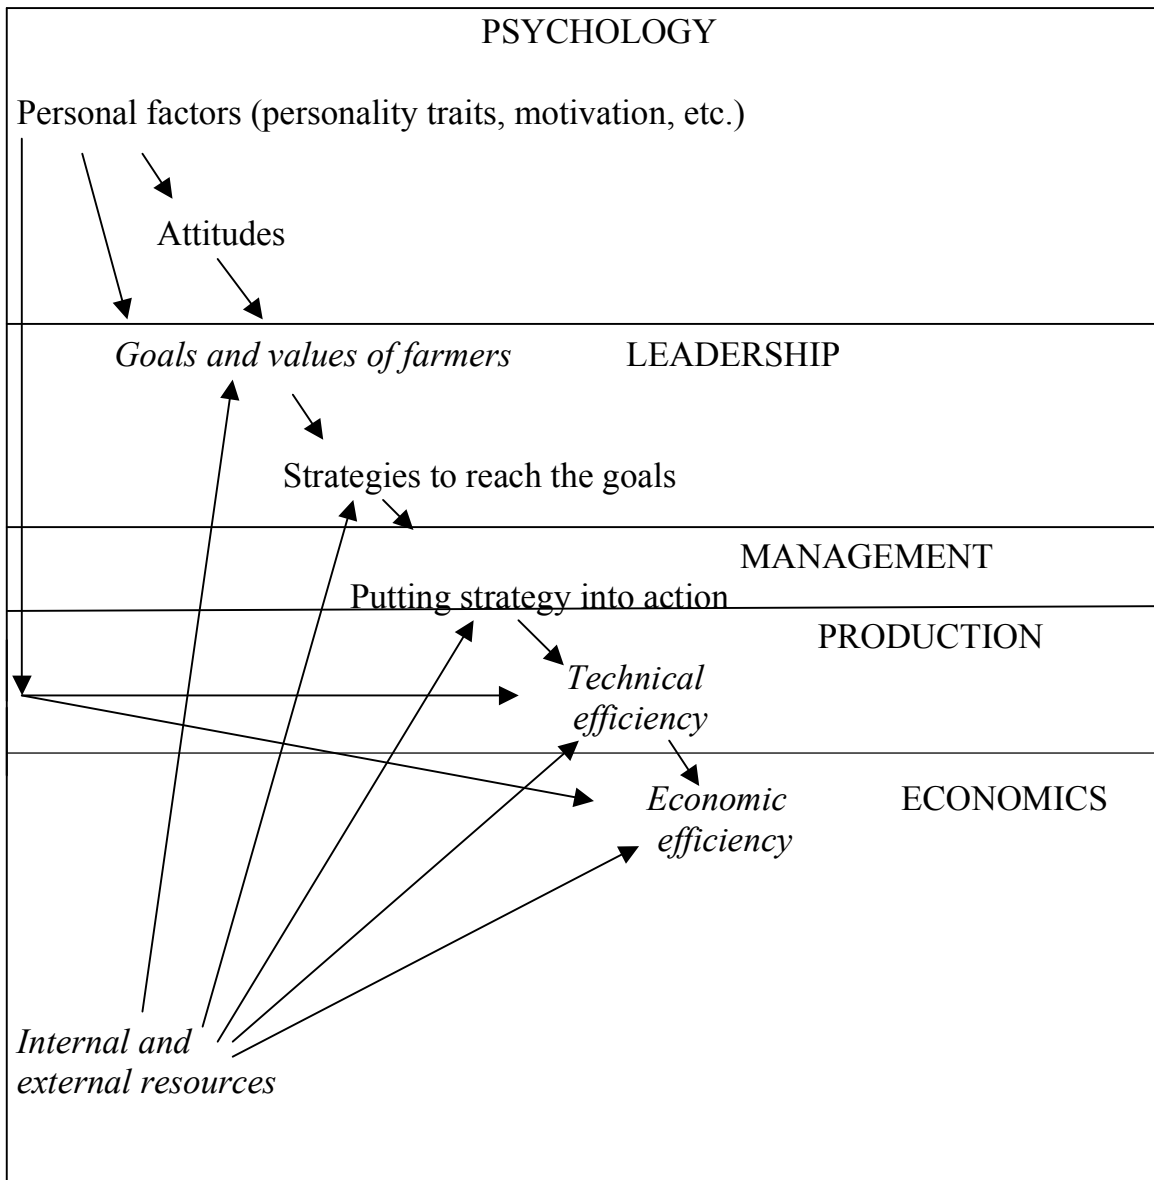 PSYCHOLOGY
Personal factors (personality traits, motivation, etc.)
Attitudes
Goals and values of farmers
LEADERSHIP
Strategies to reach the goals
MANAGEMENT
Putting strategy into action
PRODUCTION
Technical
efficiency
Economic
ECONOMICS
efficiency
Internal and
external resources